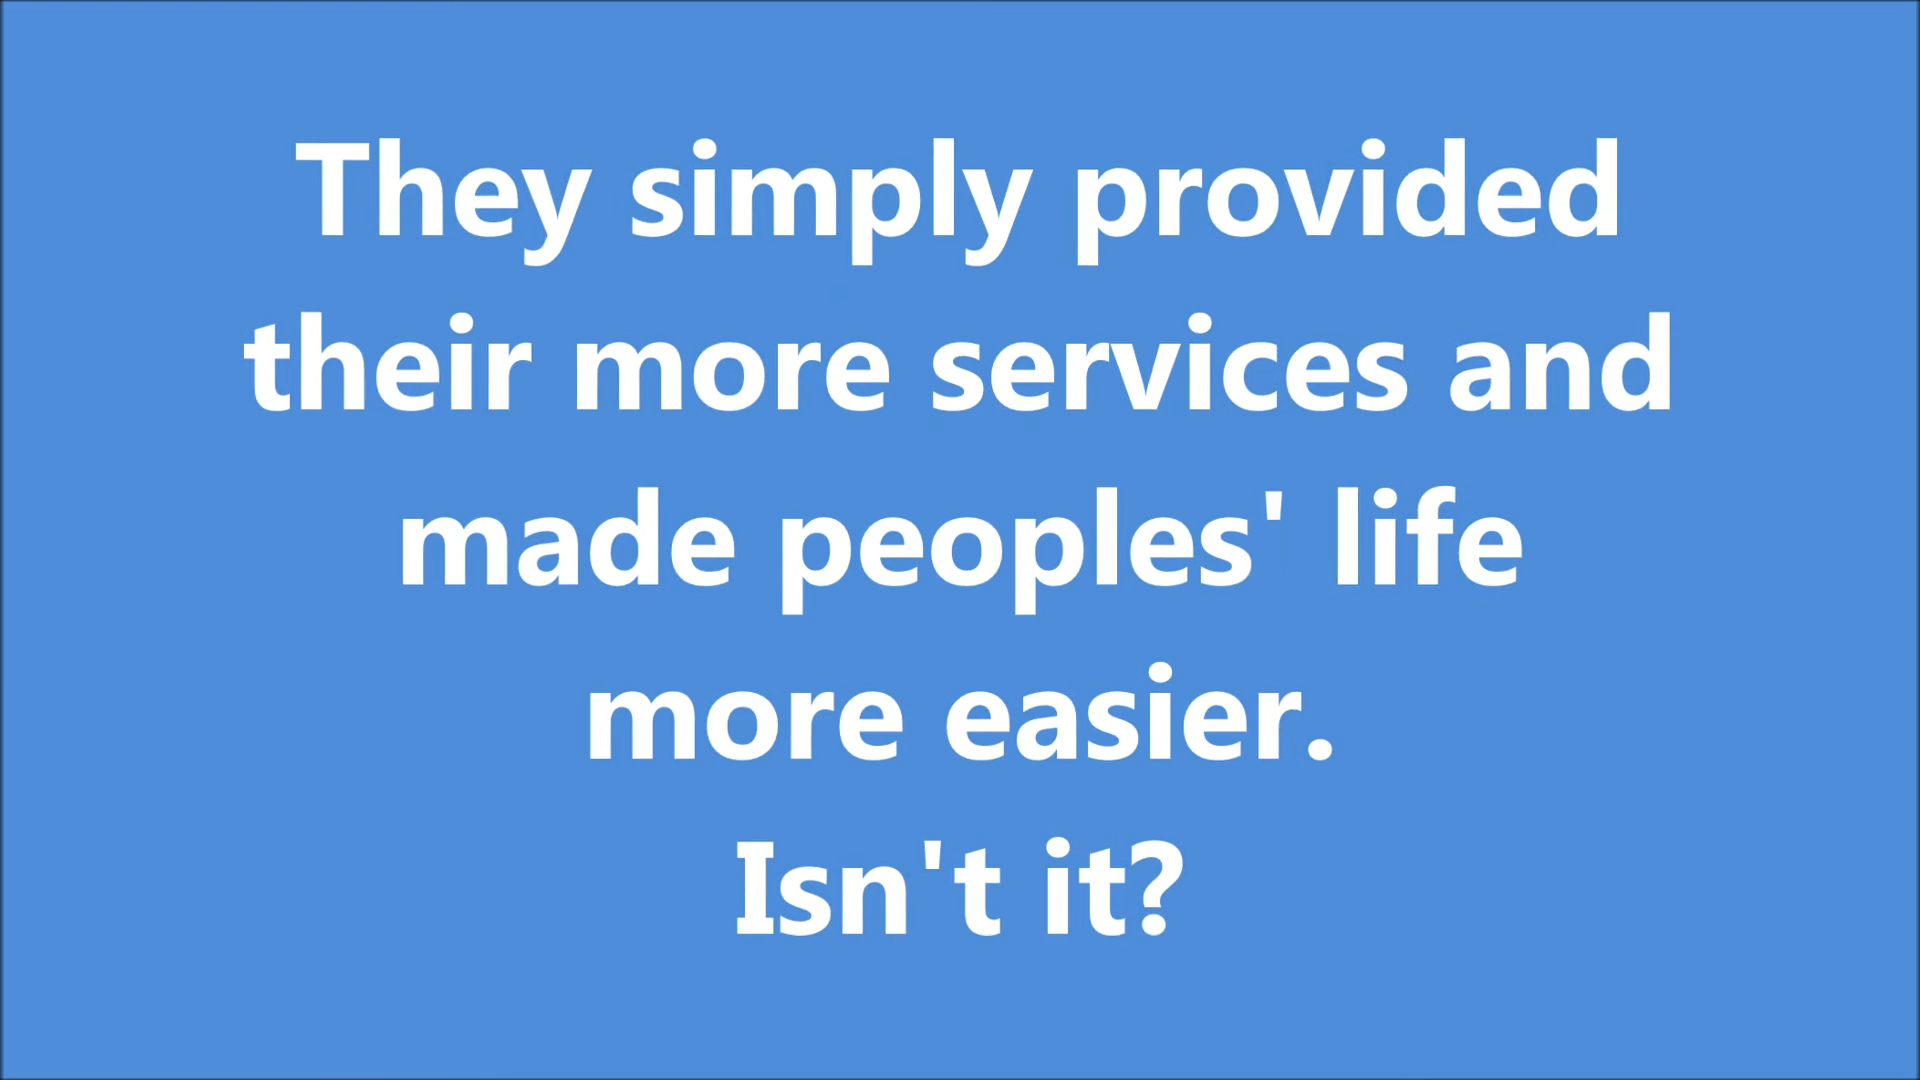 They simply provided
their more services and
made peoples' life
more easier.
Isn't it?